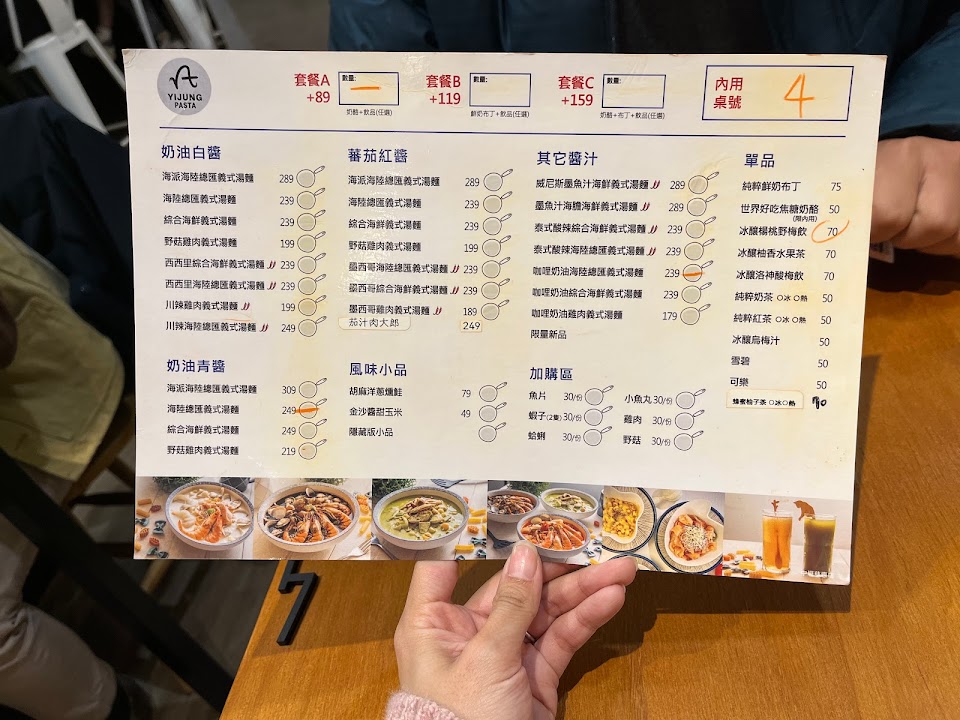 YIJUNG
PASTA
套餐A
+89
數量:
一
奶酪+飲品(任選)
套餐B
+119
數量:
鮮奶布丁+飲品(任選)
套餐C
+159
數量:
奶酪+布丁+飲品(任選)
內用
桌號
4
奶油白醬
海派海陸總匯義式湯麵 289
海陸總匯義式湯麵 239
綜合海鮮義式湯麵 239
野菇雞肉義式湯麵 199
西西里綜合海鮮義式湯麵 239
西西里海陸總匯義式湯麵 239
川辣雞肉義式湯麵 199
川辣海陸總匯義式湯麵 249
奶油青醬
海派海陸總匯義式湯麵 309
海陸總匯義式湯麵 249
綜合海鮮義式湯麵 249
野菇雞肉義式湯麵 219
蕃茄紅醬
海派海陸總匯義式湯麵 289
海陸總匯義式湯麵 239
綜合海鮮義式湯麵 239
野菇雞肉義式湯麵 199
墨西哥海陸總匯義式湯麵 239
墨西哥綜合海鮮義式湯麵 239
墨西哥雞肉義式湯麵 189
茄汁肉大郎 249
風味小品
胡麻洋蔥燻鮭 79
金沙醬甜玉米 49
隱藏版小品
其它醬汁
威尼斯墨魚汁海鮮義式湯麵 289
墨魚汁海膽海鮮義式湯麵 289
泰式酸辣綜合海鮮義式湯麵 239
泰式酸辣海陸總匯義式湯麵 239
咖哩奶油海陸總匯義式湯麵 239
咖哩奶油綜合海鮮義式湯麵 239
咖哩奶油雞肉義式湯麵 179
限量新品
加購區
魚片 30/份
小魚丸 30/份
蝦子(2隻) 30/份
雞肉 30/份
蛤蜊 30/份
野菇 30/份
單品
純粹鮮奶布丁 75
世界好吃焦糖奶酪 50
(限內用)
冰釀楊桃野梅飲 70
冰釀柚香水果茶 70
冰釀洛神酸梅飲 70
純粹奶茶 ○冰 ○熱 50
純粹紅茶 ○冰 ○熱 50
冰釀烏梅汁 50
雪碧 50
可樂 50
蜂蜜柚子茶 ○冰○熱 70